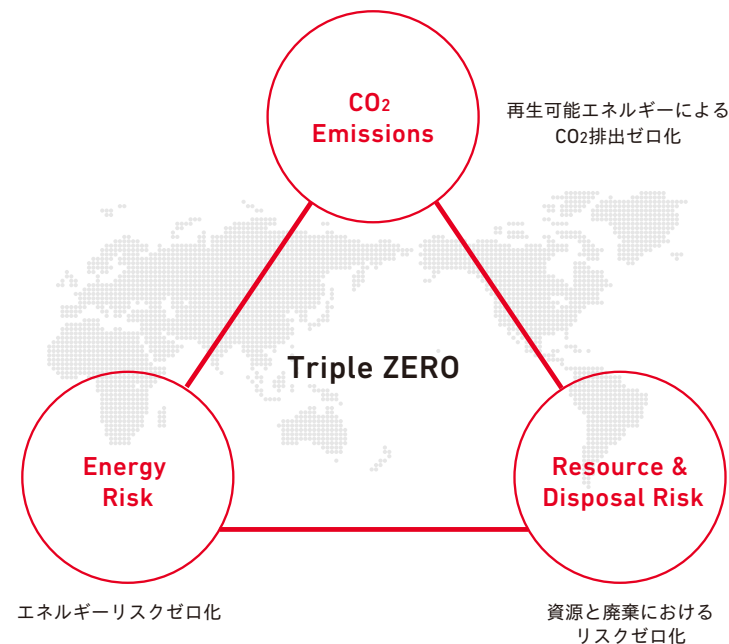 CO2
Emissions
再生可能エネルギーによる
CO2排出ゼロ化
Triple ZERO
Energy
Risk
Resource &
Disposal Risk
エネルギーリスクゼロ化
資源と廃棄における
リスクゼロ化